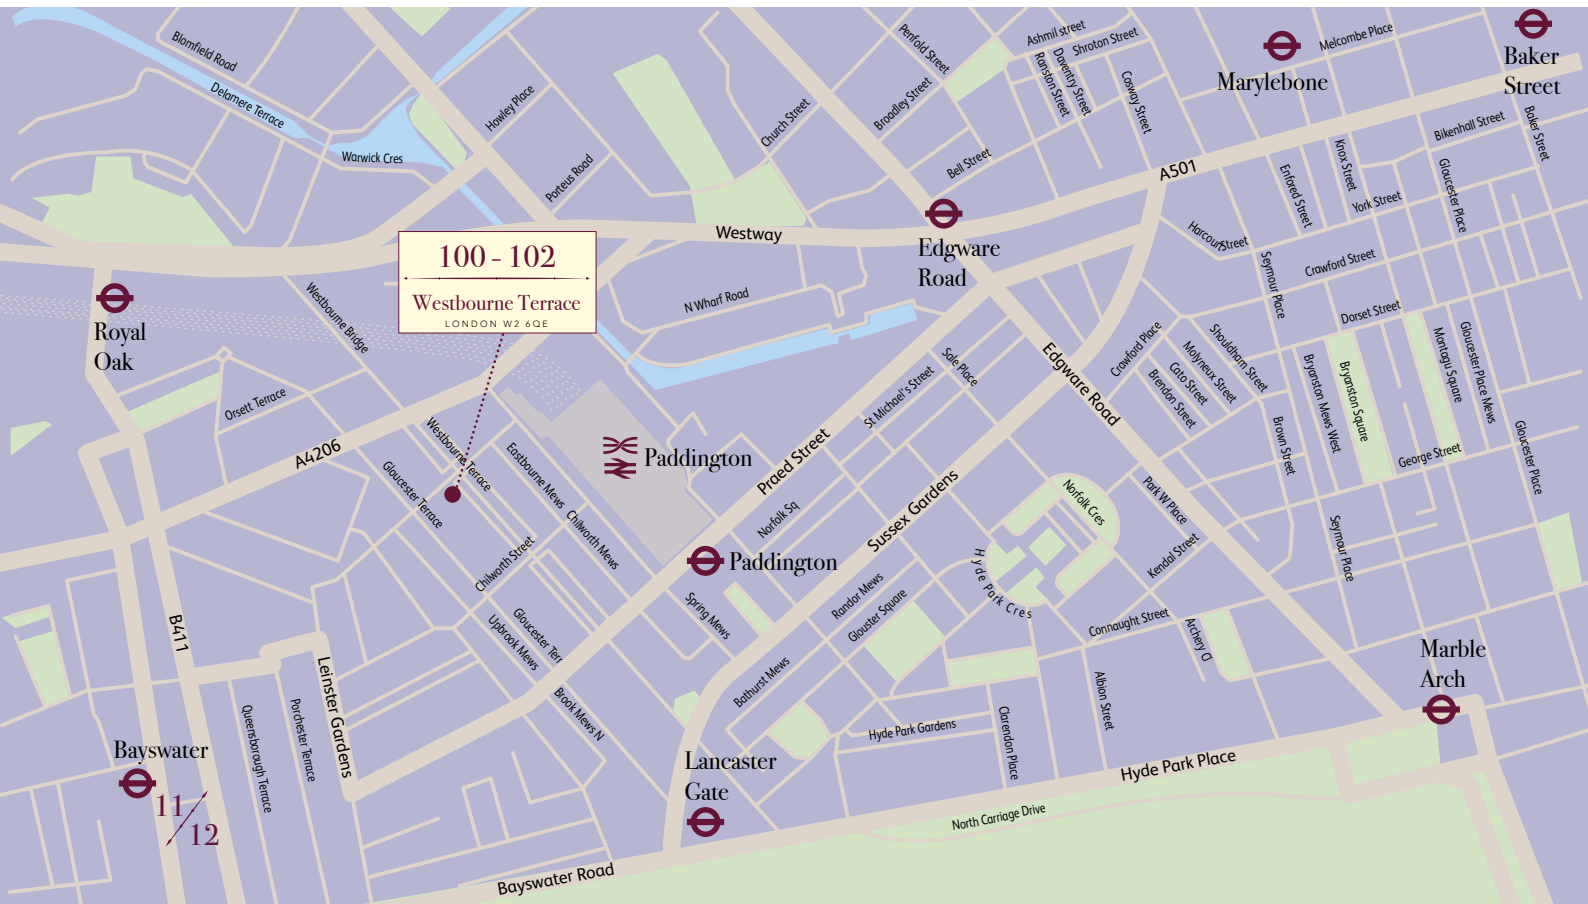 Blomfield Road
Delamere Terrace
Warwick Cres
Howley Place
Porteus Road
Church Street
Penfold Street
Broadley Street
Bell Street
Ashmil street
Shroton Street
Ranston Street
Daventry Street
Cosway Street
Marylebone
Melcombe Place
Baker
Street
Baker Street
Bikenhall Street
Knox Street
Enfored Street
York Street
Gloucester Place
A501
Harcourt Street
Crawford Street
Seymour Place
Dorset Street
Westway
Edgware
Road
100 - 102
Westbourne Terrace
LONDON W2 6QE
Royal
Oak
Westbourne Bridge
N Wharf Road
Orsett Terrace
A4206
Westbourne Terrace
Gloucester Terrace
Eastbourne Mews
Chilworth Mews
Chilworth Street
Paddington
Paddington
Praed Street
St Michael's Street
Sale Place
Norfolk Sq
Sussex Gardens
Edgware Road
Crawford Place
Shouldham Street
Molyneux Street
Cato Street
Brendon Street
Brown Street
Bryanston Mews West
Bryanston Square
Montagu Square
Gloucester Place Mews
George Street
Gloucester Place
Seymour Place
Park W Place
Kendal Street
Norfolk Cres
Hyde Park Cres
Connaught Street
Archery Cl
Albion Street
Randor Mews
Glouster Square
Spring Mews
Bathurst Mews
Gloucester Terr
Upbrook Mews
Brook Mews N
B411
Leinster Gardens
Porchester Terrace
Queensborough Terrace
Bayswater
11
12
Lancaster
Gate
Hyde Park Gardens
Clarendon Place
Hyde Park Place
Marble
Arch
North Carriage Drive
Bayswater Road